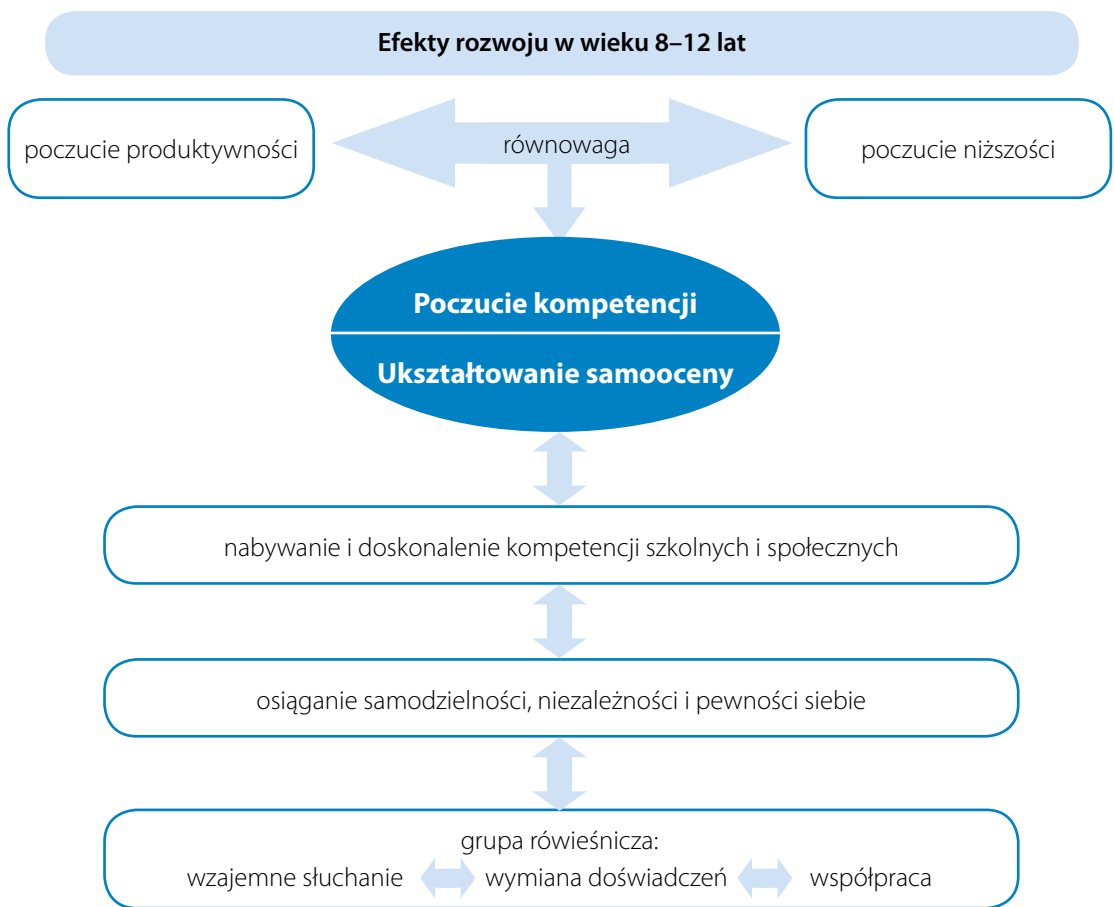 Efekty rozwoju w wieku 8–12 lat
poczucie produktywności
równowaga
poczucie niższości
Poczucie kompetencji
Ukształtowanie samooceny
nabywanie i doskonalenie kompetencji szkolnych i społecznych
osiąganie samodzielności, niezależności i pewności siebie
grupa rówieśnicza:
wzajemne słuchanie wymiana doświadczeń współpraca